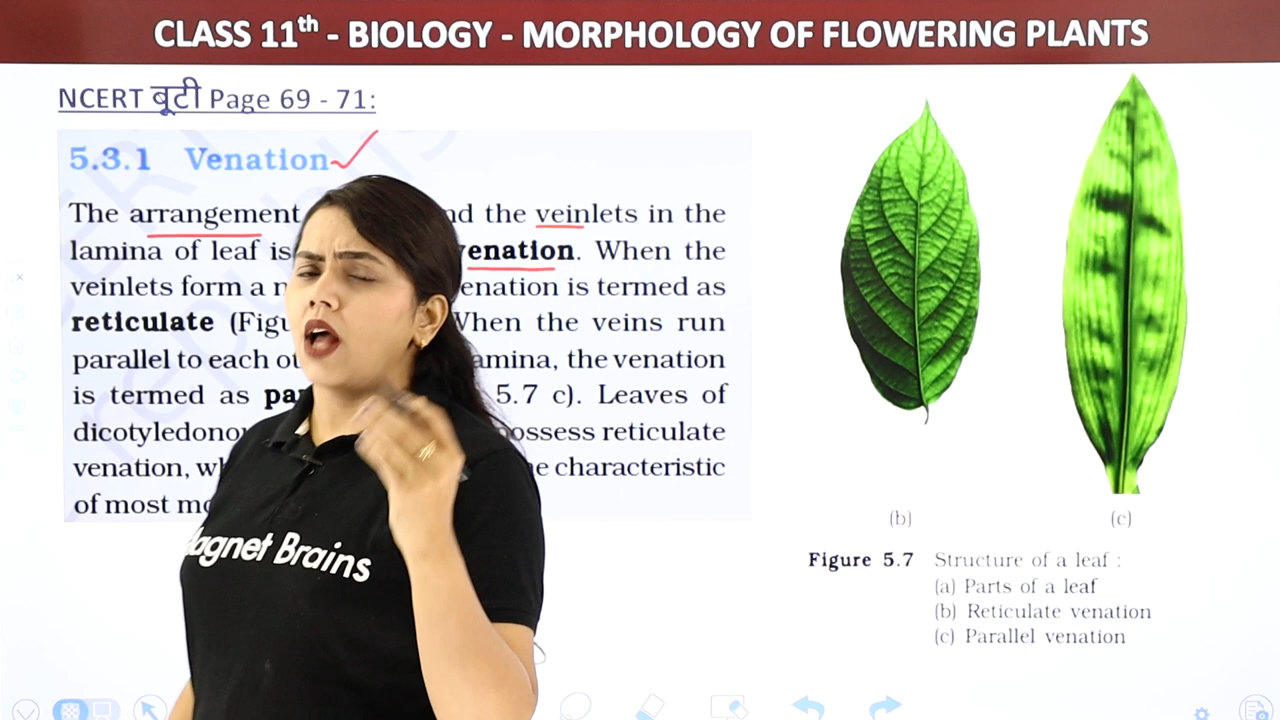 CLASS 11th - BIOLOGY - MORPHOLOGY OF FLOWERING PLANTS
NCERT बूटी Page 69 - 71:
5.3.1 Venation
The arrangement nd the veinlets in the
lamina of leaf is enation. When the
veinlets form a n enation is termed as
reticulate (Figu When the veins run
parallel to each ot amina, the venation
is termed as pa 5.7 c). Leaves of
dicotyledono possess reticulate
venation, wh e characteristic
of most mo
agnet Brains
(b)
(c)
Figure 5.7 Structure of a leaf :
(a) Parts of a leaf
(b) Reticulate venation
(c) Parallel venation